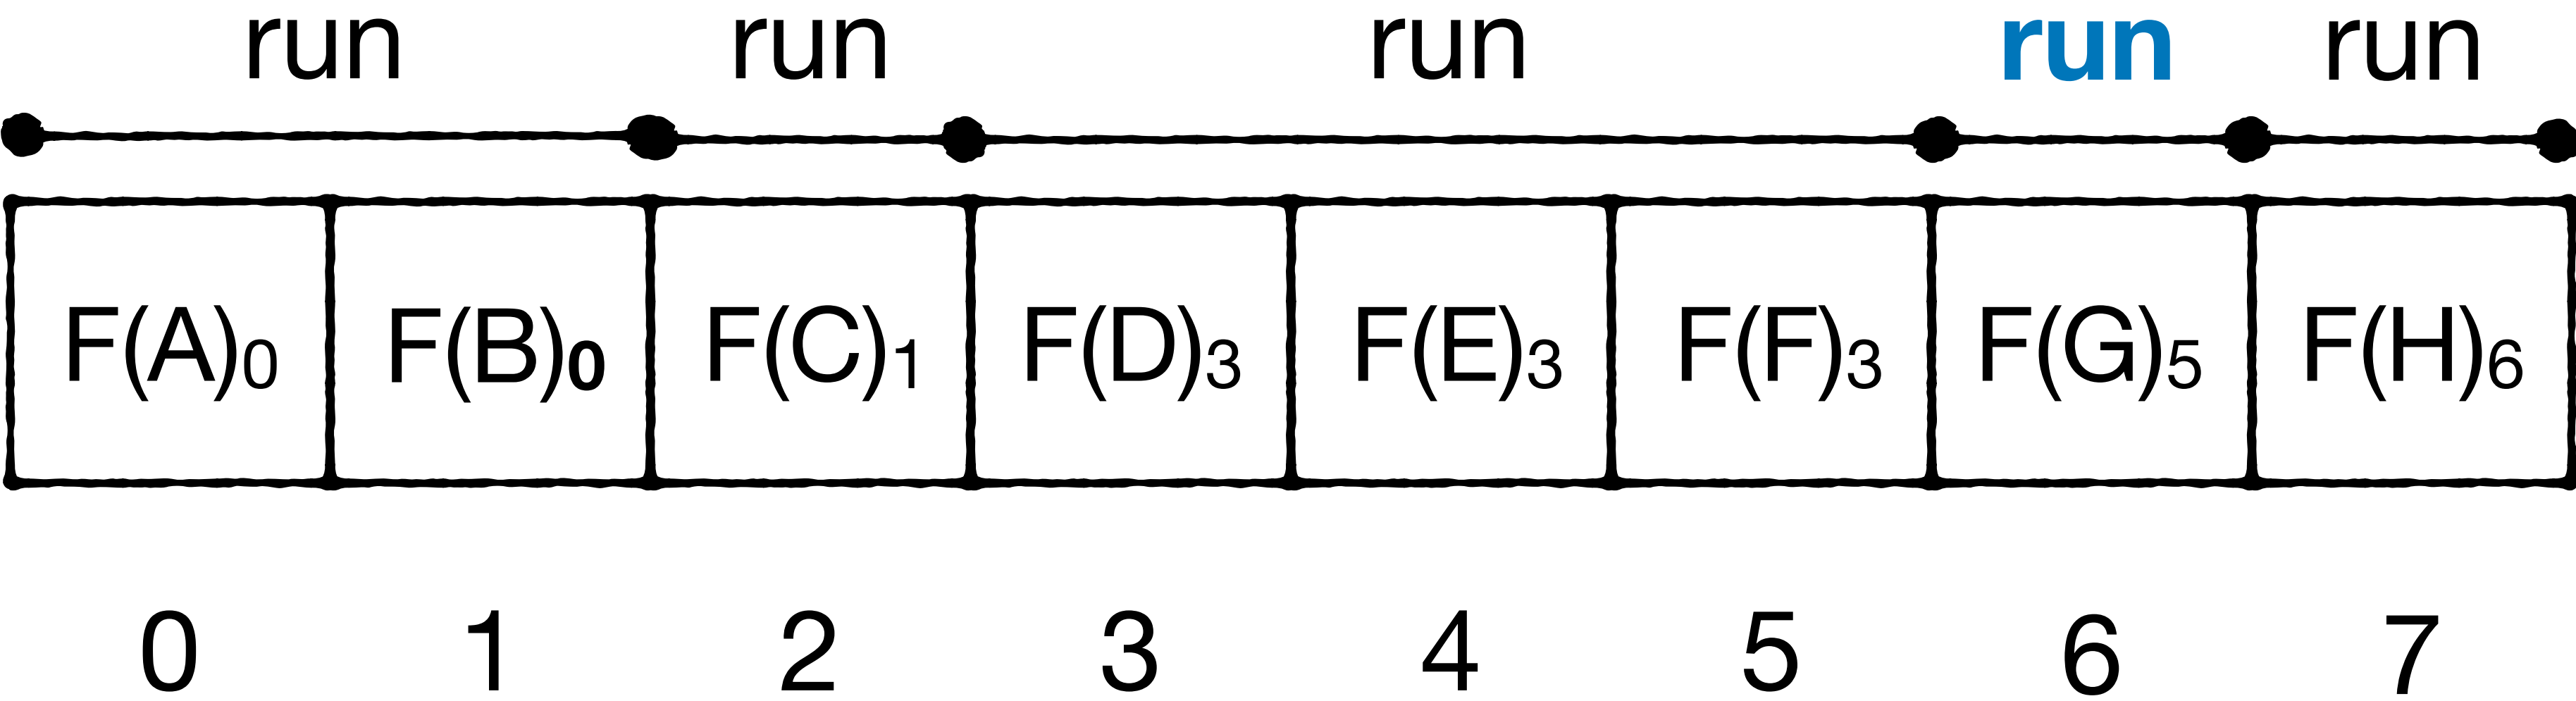 run run run run run
F(A)₀ F(B)₀ F(C)₁ F(D)₃ F(E)₃ F(F)₃ F(G)₅ F(H)₆
0 1 2 3 4 5 6 7